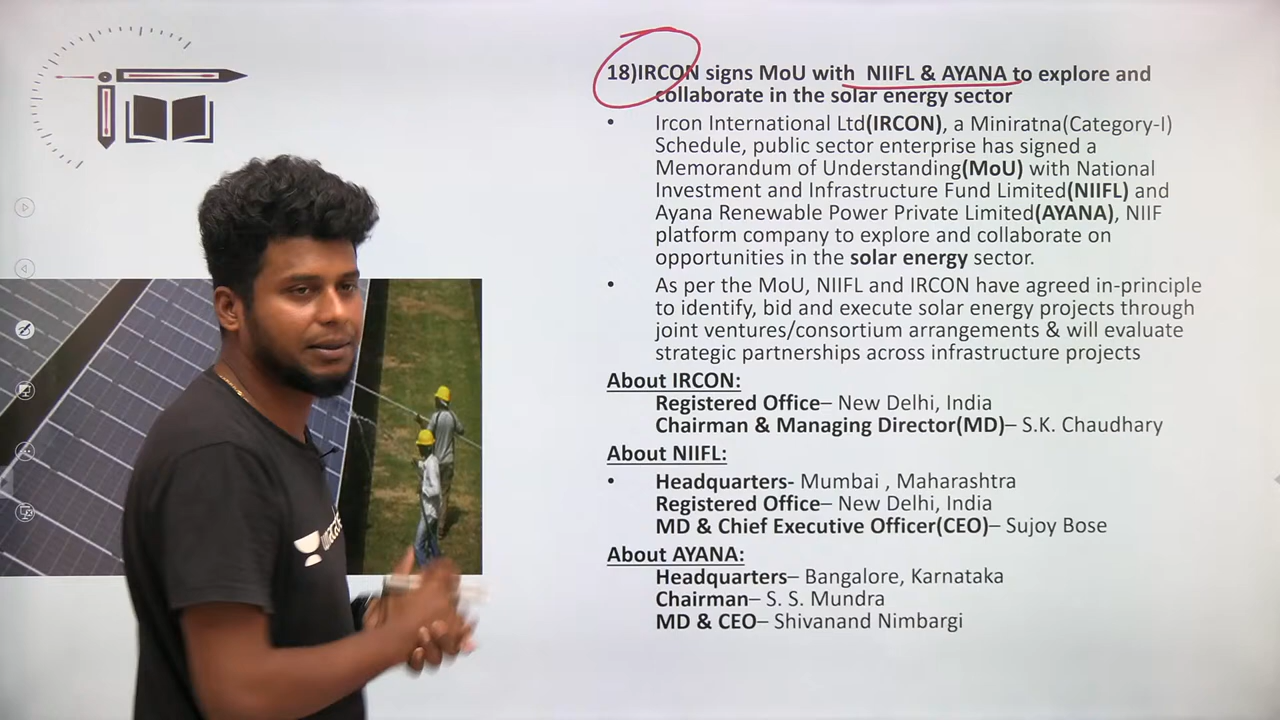 18)IRCON signs MoU with NIIFL & AYANA to explore and
collaborate in the solar energy sector
• Ircon International Ltd(IRCON), a Miniratna(Category-I)
Schedule, public sector enterprise has signed a
Memorandum of Understanding(MoU) with National
Investment and Infrastructure Fund Limited(NIIFL) and
Ayana Renewable Power Private Limited(AYANA), NIIF
platform company to explore and collaborate on
opportunities in the solar energy sector.
• As per the MoU, NIIFL and IRCON have agreed in-principle
to identify, bid and execute solar energy projects through
joint ventures/consortium arrangements & will evaluate
strategic partnerships across infrastructure projects
About IRCON:
Registered Office– New Delhi, India
Chairman & Managing Director(MD)– S.K. Chaudhary
About NIIFL:
• Headquarters- Mumbai , Maharashtra
Registered Office– New Delhi, India
MD & Chief Executive Officer(CEO)– Sujoy Bose
About AYANA:
Headquarters– Bangalore, Karnataka
Chairman– S. S. Mundra
MD & CEO– Shivanand Nimbargi